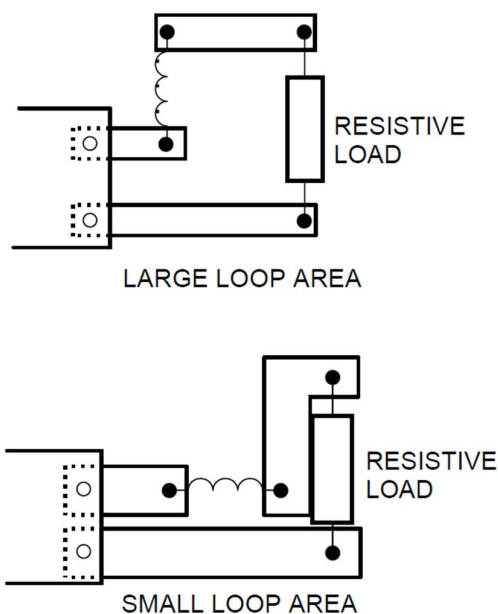 RESISTIVE
LOAD
LARGE LOOP AREA
RESISTIVE
LOAD
SMALL LOOP AREA